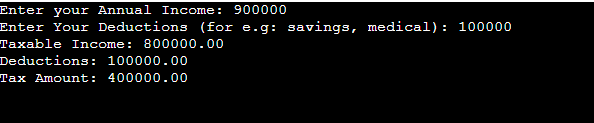 Enter your Annual Income: 900000
Enter Your Deductions (for e.g: savings, medical): 100000
Taxable Income: 800000.00
Deductions: 100000.00
Tax Amount: 400000.00